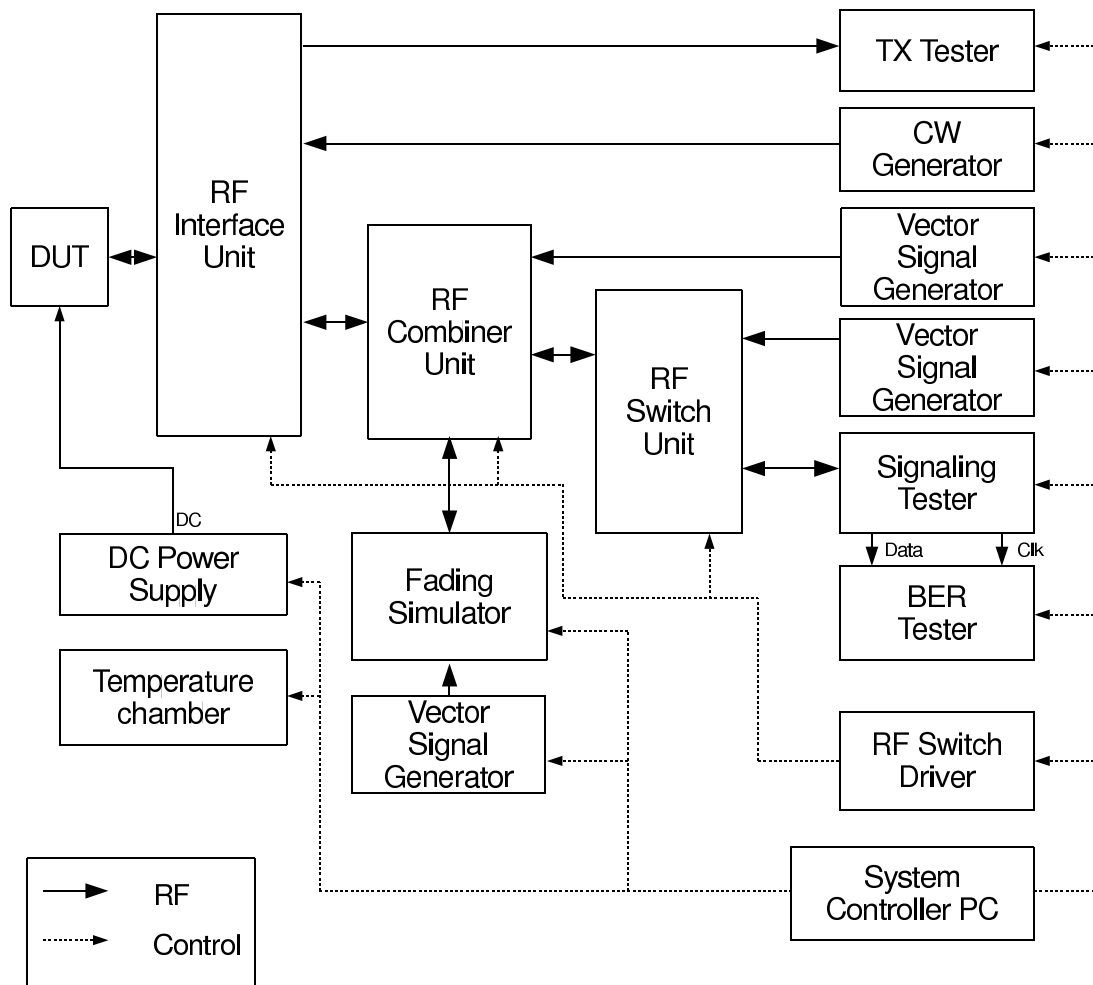 TX Tester
CW
Generator
RF
Interface
Unit
DUT
Vector
Signal
Generator
RF
Combiner
Unit
Vector
Signal
Generator
RF
Switch
Unit
Signaling
Tester
DC
Data
Clk
DC Power
Supply
Fading
Simulator
BER
Tester
Temperature
chamber
Vector
Signal
Generator
RF Switch
Driver
System
Controller PC
RF
Control